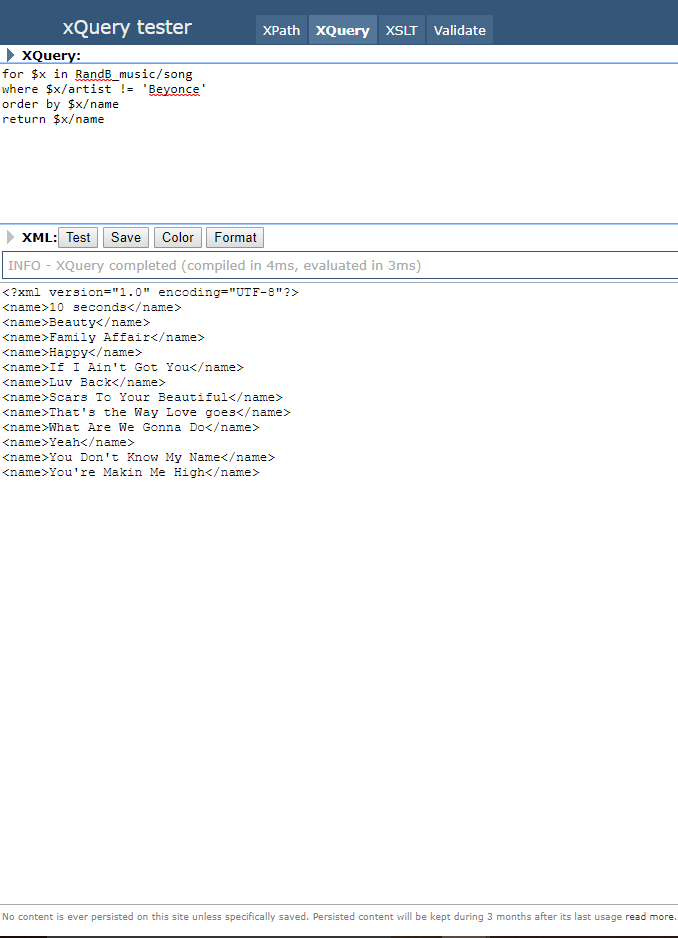 xQuery tester
XPath XQuery XSLT Validate
XQuery:
for $x in RandB_music/song
where $x/artist != 'Beyonce'
order by $x/name
return $x/name
XML: Test Save Color Format
INFO - XQuery completed (compiled in 4ms, evaluated in 3ms)
<?xml version="1.0" encoding="UTF-8"?>
<name>10 seconds</name>
<name>Beauty</name>
<name>Family Affair</name>
<name>Happy</name>
<name>If I Ain't Got You</name>
<name>Luv Back</name>
<name>Scars To Your Beautiful</name>
<name>That's the Way Love goes</name>
<name>What Are We Gonna Do</name>
<name>Yeah</name>
<name>You Don't Know My Name</name>
<name>You're Makin Me High</name>
No content is ever persisted on this site unless specifically saved. Persisted content will be kept during 3 months after its last usage read more.